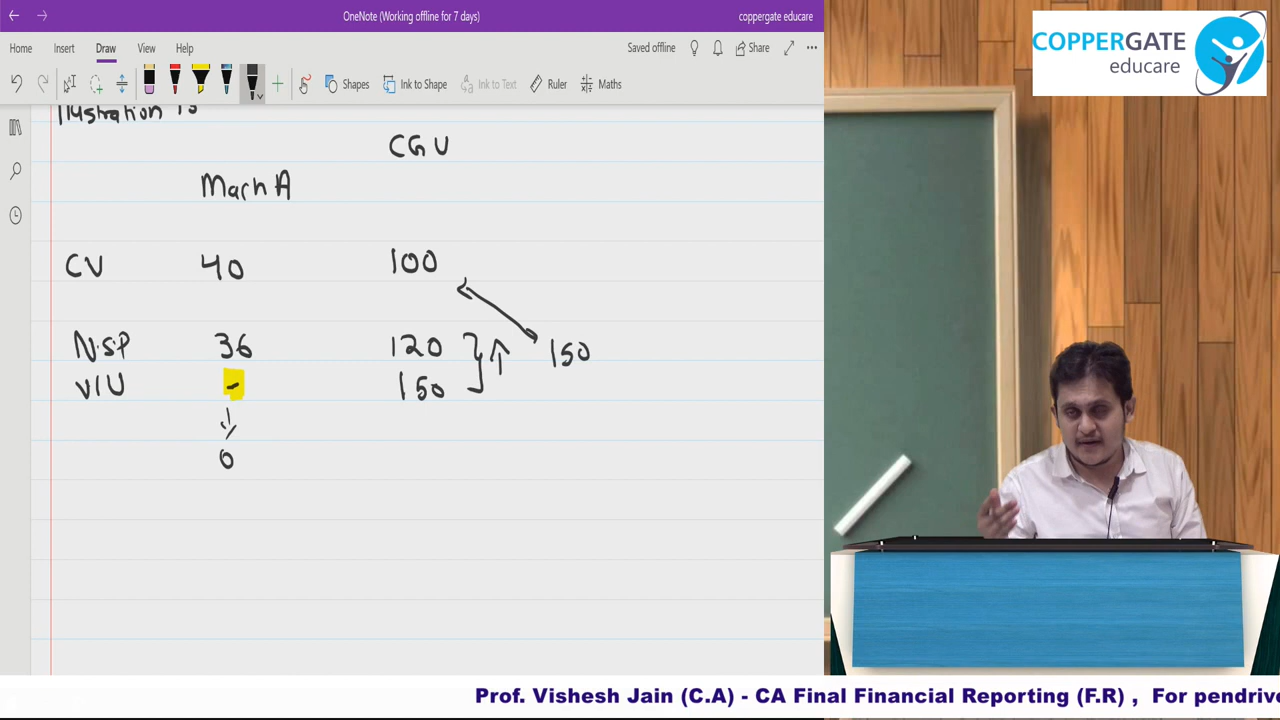 OneNote (Working offline for 7 days)
coppergate educare
Home Insert Draw View Help
Saved offline
Share
Shapes
Ink to Shape
Ink to Text
Ruler
Maths
COPPERGATE
educare
Illustration
CGU
Mach A
CV 40 100
N.S.P 36 120 150
VIU - 150
0
Prof. Vishesh Jain (C.A) - CA Final Financial Reporting (F.R) , For pendrive